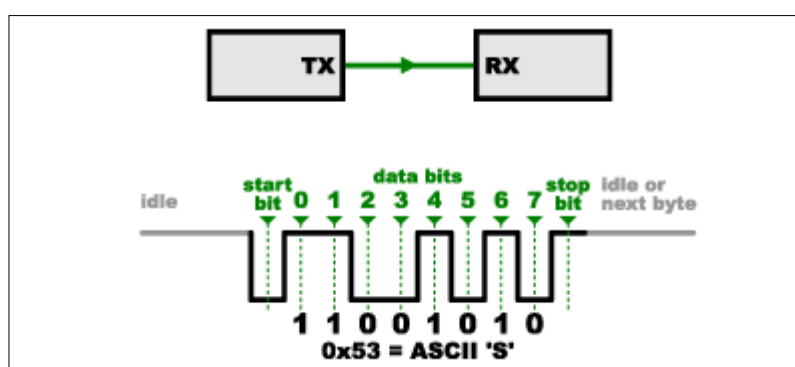 TX RX
data bits
idle start bit 0 1 2 3 4 5 6 7 stop bit idle or next byte
1 1 0 0 1 0 1 0
0x53 = ASCII 'S'